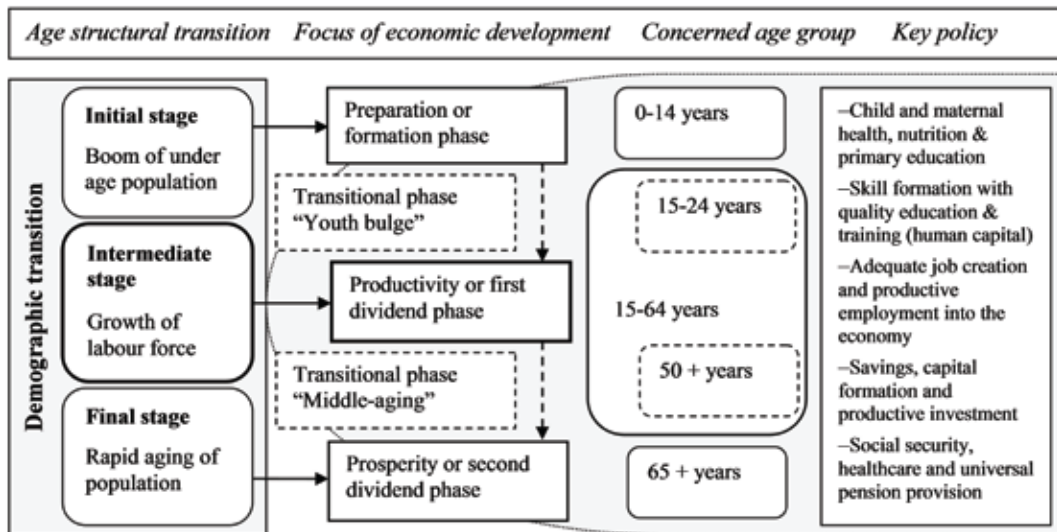 Age structural transition Focus of economic development Concerned age group Key policy
Demographic transition
Initial stage
Boom of under
age population
Intermediate
stage
Growth of
labour force
Final stage
Rapid aging of
population
Preparation or
formation phase
Transitional phase
“Youth bulge”
Productivity or first
dividend phase
Transitional phase
“Middle-aging”
Prosperity or second
dividend phase
0-14 years
15-24 years
15-64 years
50 + years
65 + years
–Child and maternal
health, nutrition &
primary education
–Skill formation with
quality education &
training (human capital)
–Adequate job creation
and productive
employment into the
economy
–Savings, capital
formation and
productive investment
–Social security,
healthcare and universal
pension provision